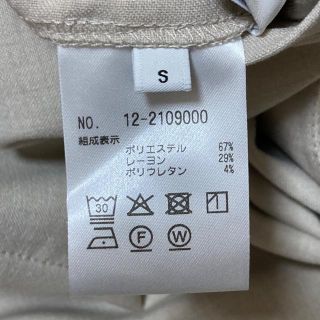 S
NO. 12-2109000
組成表示
ポリエステル 67%
レーヨン 29%
ポリウレタン 4%
30
F W